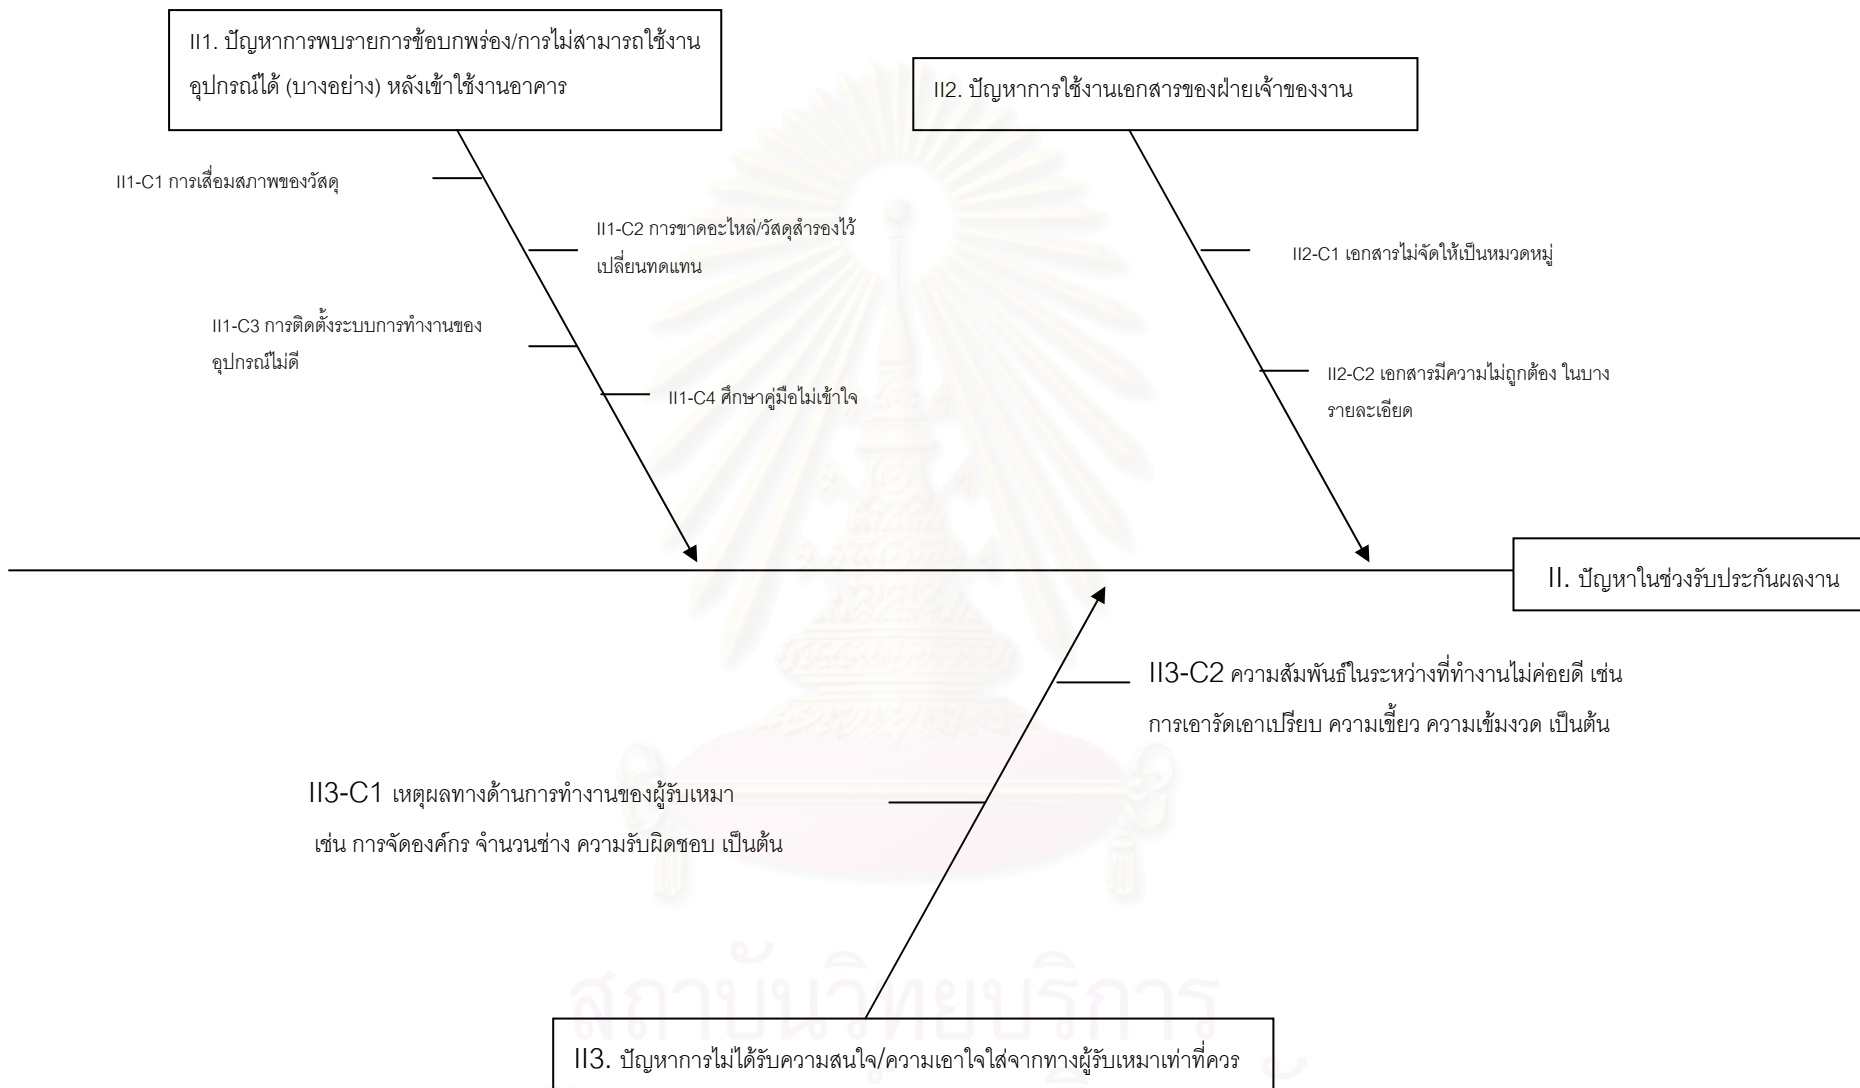 II1. ปัญหาการพบรายการข้อบกพร่อง/การไม่สามารถใช้งาน
อุปกรณ์ได้ (บางอย่าง) หลังเข้าใช้งานอาคาร
II2. ปัญหาการใช้งานเอกสารของฝ่ายเจ้าของงาน
II1-C1 การเสื่อมสภาพของวัสดุ
II1-C2 การขาดอะไหล่/วัสดุสำรองไว้
เปลี่ยนทดแทน
II2-C1 เอกสารไม่จัดให้เป็นหมวดหมู่
II1-C3 การติดตั้งระบบการทำงานของ
อุปกรณ์ไม่ดี
II1-C4 ศึกษาคู่มือไม่เข้าใจ
II2-C2 เอกสารมีความไม่ถูกต้อง ในบาง
รายละเอียด
II. ปัญหาในช่วงรับประกันผลงาน
II3-C2 ความสัมพันธ์ในระหว่างที่ทำงานไม่ค่อยดี เช่น
การเอารัดเอาเปรียบ ความเขี้ยว ความเข้มงวด เป็นต้น
II3-C1 เหตุผลทางด้านการทำงานของผู้รับเหมา
เช่น การจัดองค์กร จำนวนช่าง ความรับผิดชอบ เป็นต้น
สถาบันวิทยบริการ
II3. ปัญหาการไม่ได้รับความสนใจ/ความเอาใจใส่จากทางผู้รับเหมาเท่าที่ควร